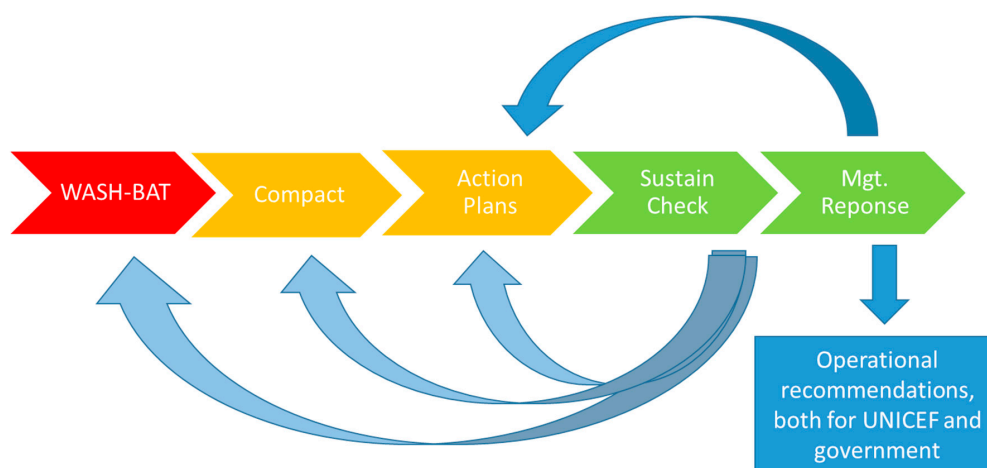 WASH-BAT
Compact
Action
Plans
Sustain
Check
Mgt.
Reponse
Operational
recommendations,
both for UNICEF and
government